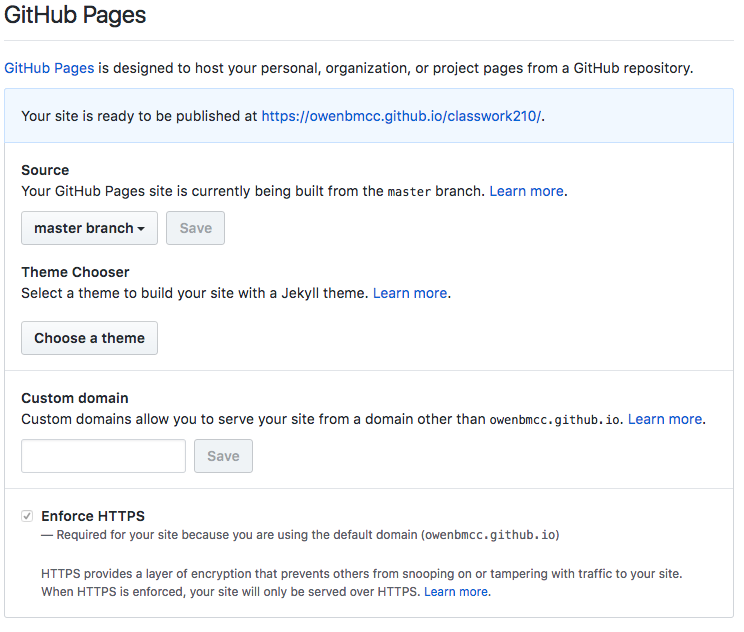 GitHub Pages
GitHub Pages is designed to host your personal, organization, or project pages from a GitHub repository.
Your site is ready to be published at https://owenbmcc.github.io/classwork210/.
Source
Your GitHub Pages site is currently being built from the master branch. Learn more.
master branch Save
Theme Chooser
Select a theme to build your site with a Jekyll theme. Learn more.
Choose a theme
Custom domain
Custom domains allow you to serve your site from a domain other than owenbmcc.github.io. Learn more.
Save
Enforce HTTPS
— Required for your site because you are using the default domain (owenbmcc.github.io)
HTTPS provides a layer of encryption that prevents others from snooping on or tampering with traffic to your site.
When HTTPS is enforced, your site will only be served over HTTPS. Learn more.